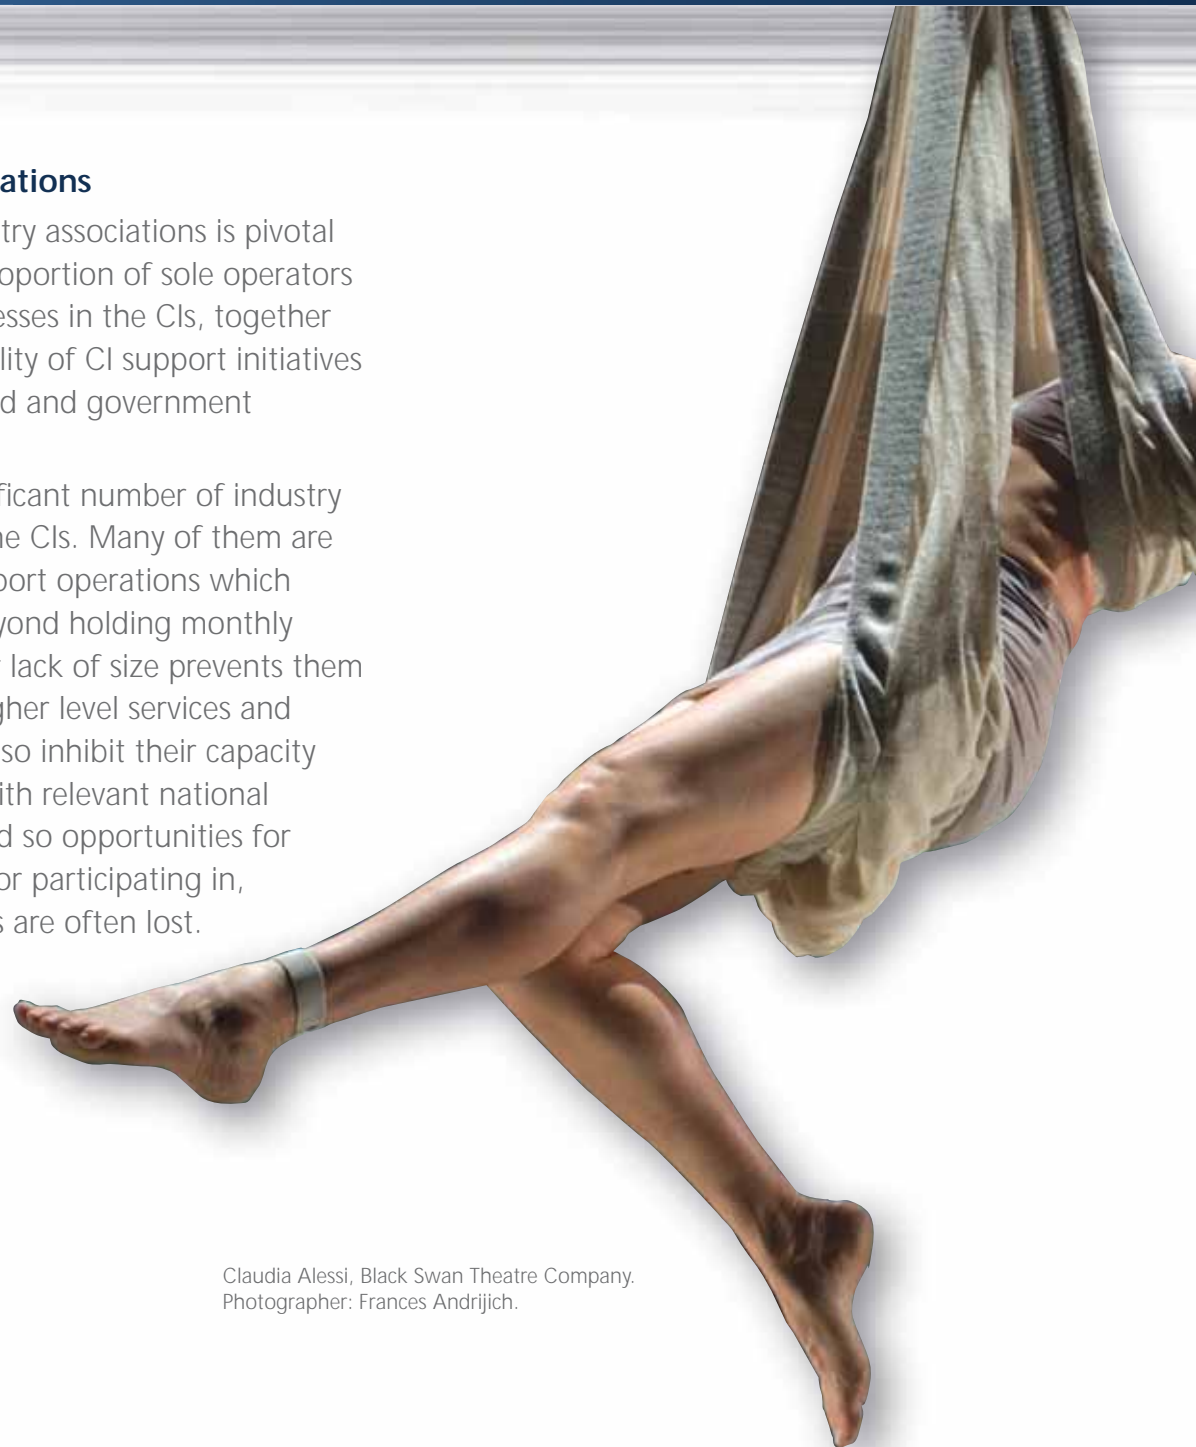 ations
try associations is pivotal
oportion of sole operators
esses in the CIs, together
lity of CI support initiatives
d and government
ficant number of industry
he CIs. Many of them are
port operations which
yond holding monthly
r lack of size prevents them
gher level services and
so inhibit their capacity
ith relevant national
d so opportunities for
or participating in,
s are often lost.
Claudia Alessi, Black Swan Theatre Company.
Photographer: Frances Andrijich.